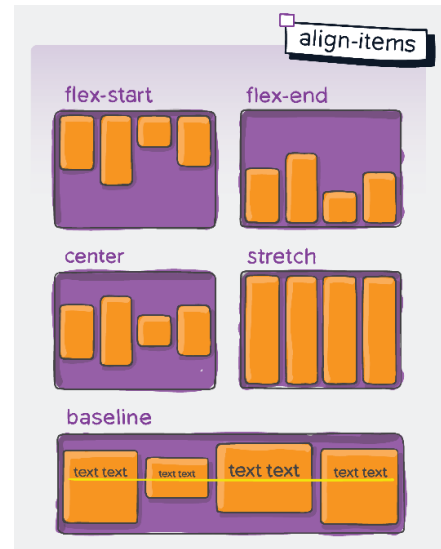 align-items
flex-start
flex-end
center
stretch
baseline
text text
text text
text text
text text